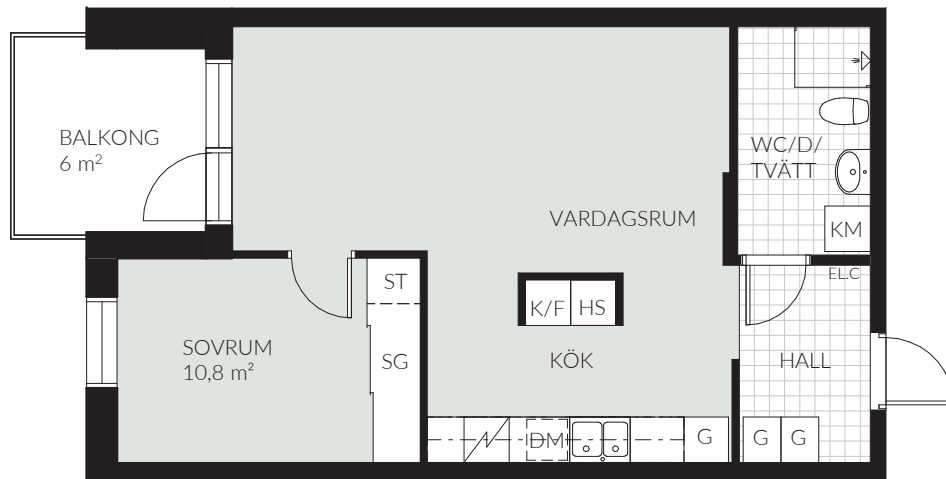 BALKONG
6 m²
WC/D/
TVÄTT
VARDAGSRUM
KM
EL.C
ST
K/F
HS
SOVRUM
10,8 m²
SG
KÖK
HALL
DM
G
G
G